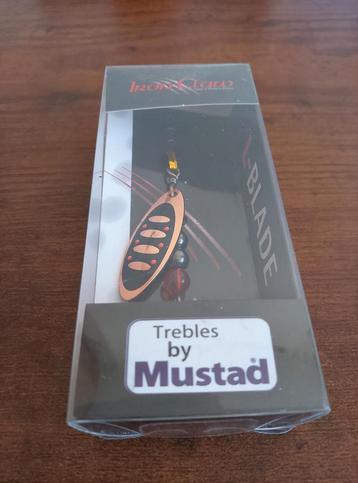 Iron Claw
BLADE
Trebles
by
Mustad